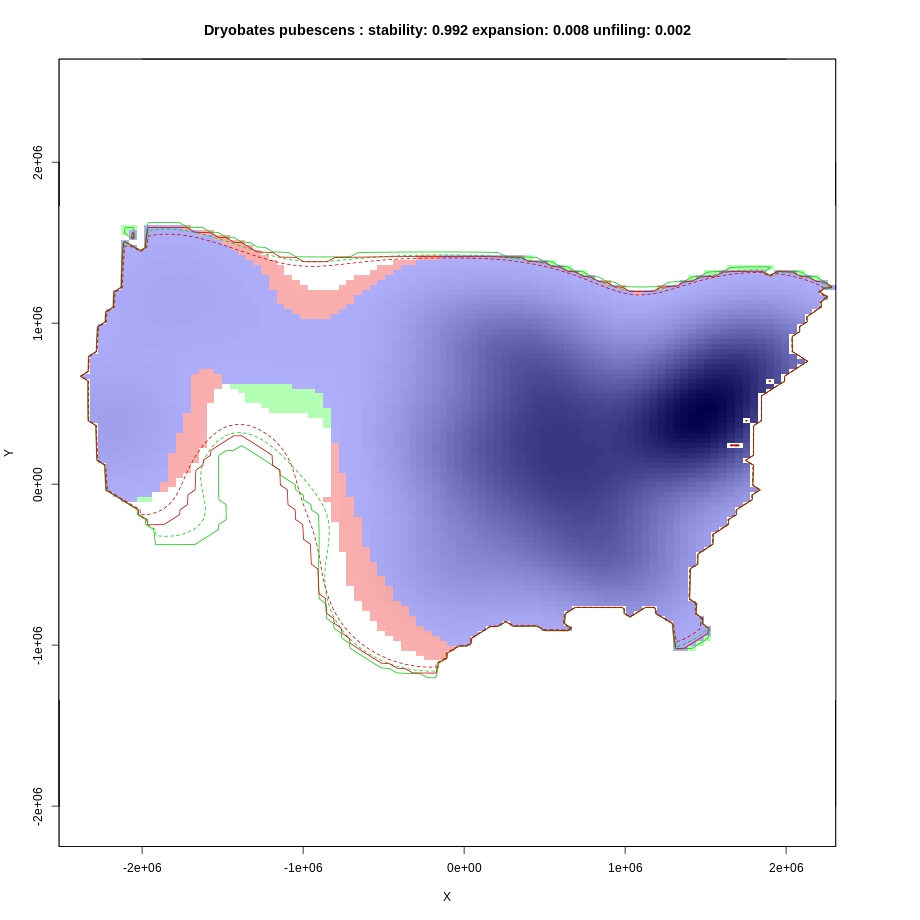 Dryobates pubescens : stability: 0.992 expansion: 0.008 unfiling: 0.002
2e+06
1e+06
0e+00
-1e+06
-2e+06
Y
-2e+06 -1e+06 0e+00 1e+06 2e+06
X